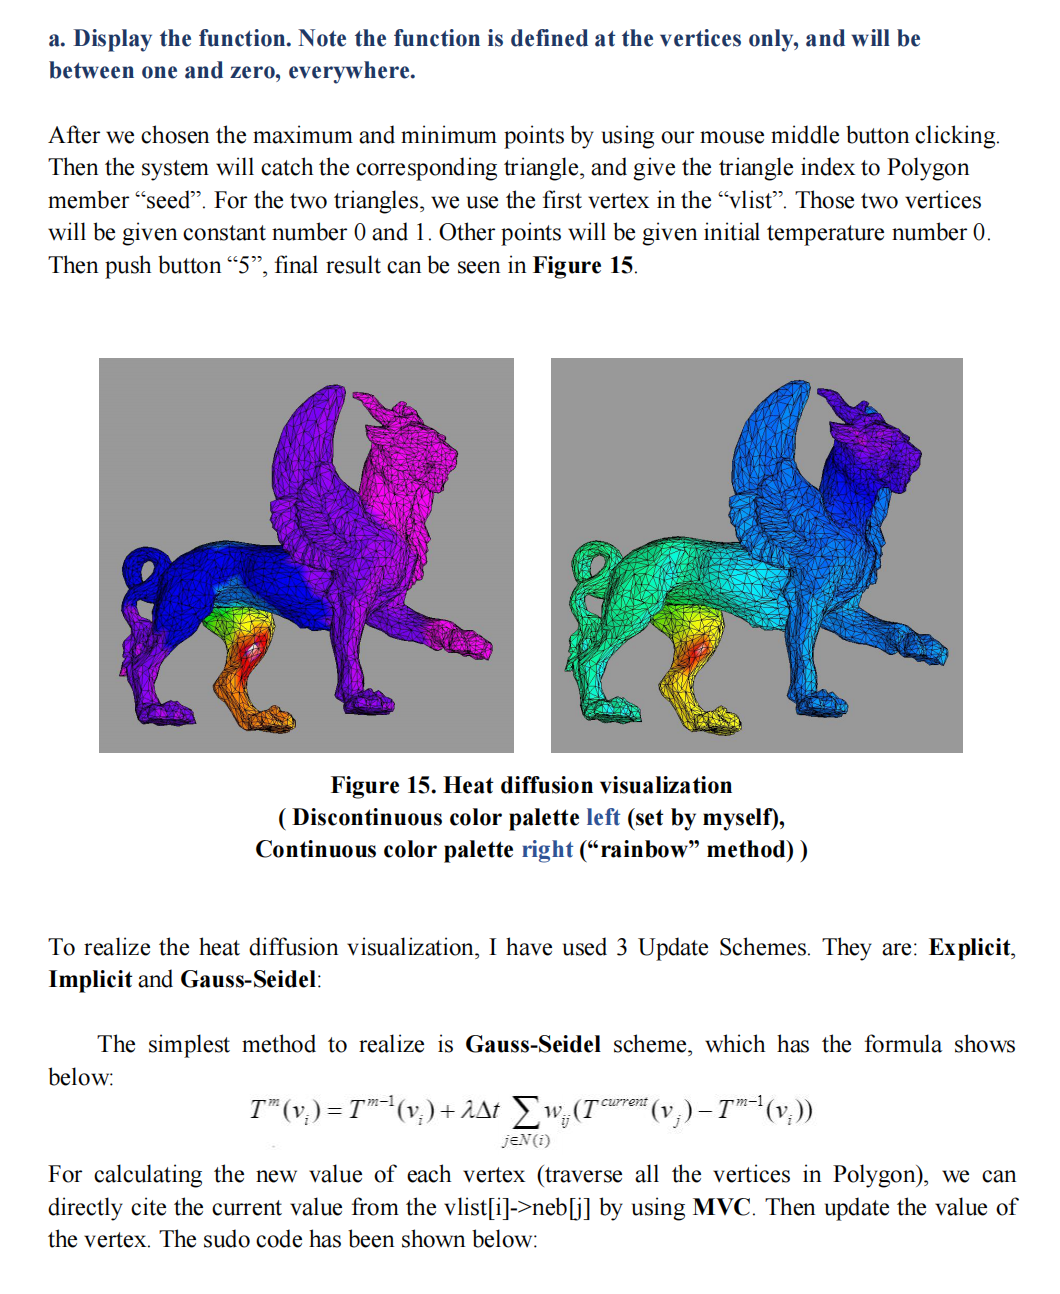 a. Display the function. Note the function is defined at the vertices only, and will be
between one and zero, everywhere.
After we chosen the maximum and minimum points by using our mouse middle button clicking.
Then the system will catch the corresponding triangle, and give the triangle index to Polygon
member “seed”. For the two triangles, we use the first vertex in the “vlist”. Those two vertices
will be given constant number 0 and 1. Other points will be given initial temperature number 0.
Then push button “5”, final result can be seen in Figure 15.
Figure 15. Heat diffusion visualization
( Discontinuous color palette left (set by myself),
Continuous color palette right (“rainbow” method) )
To realize the heat diffusion visualization, I have used 3 Update Schemes. They are: Explicit,
Implicit and Gauss-Seidel:
The simplest method to realize is Gauss-Seidel scheme, which has the formula shows
below:
T^m(v_i) = T^{m-1}(v_i) + λΔt ∑_{j∈N(i)} w_{ij}(T^{current}(v_j) − T^{m-1}(v_i))
For calculating the new value of each vertex (traverse all the vertices in Polygon), we can
directly cite the current value from the vlist[i]->neb[j] by using MVC. Then update the value of
the vertex. The sudo code has been shown below: